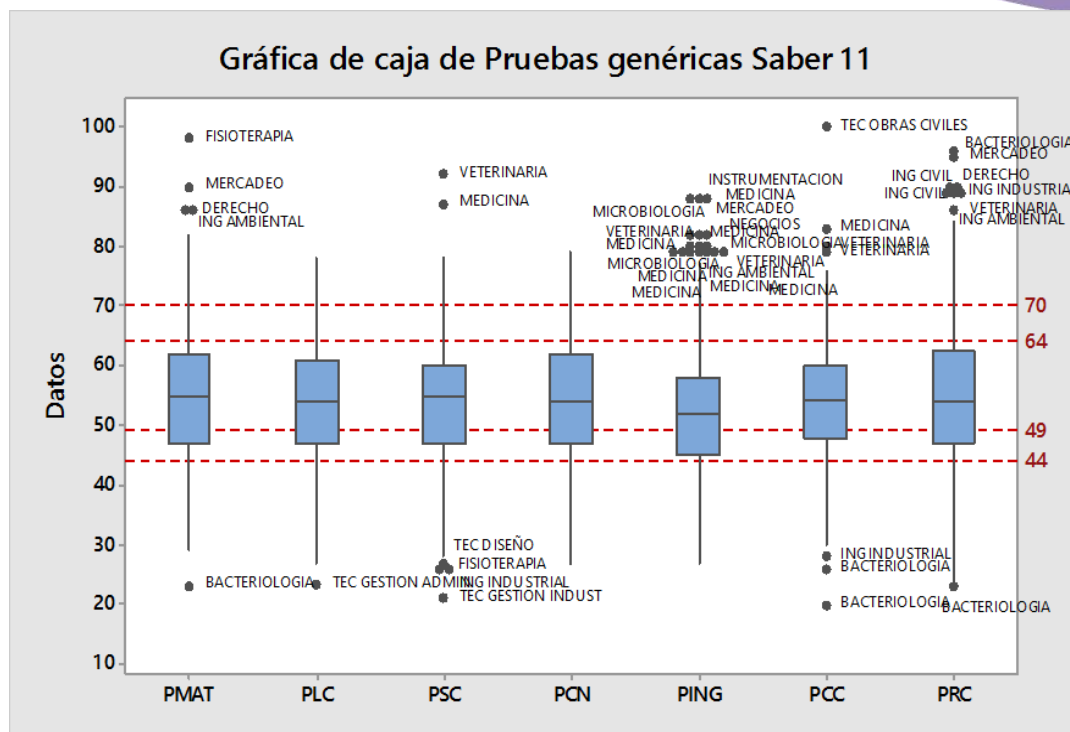 Gráfica de caja de Pruebas genéricas Saber 11
Datos
100
90
80
70
60
50
40
30
20
10
FISIOTERAPIA
MERCADEO
DERECHO
ING AMBIENTAL
BACTERIOLOGIA
TEC GESTION ADMIN
VETERINARIA
MEDICINA
TEC DISEÑO
FISIOTERAPIA
ING INDUSTRIAL
TEC GESTION INDUST
INSTRUMENTACION
MEDICINA
MICROBIOLOGIA
MERCADEO
NEGOCIOS
VETERINARIA
MEDICINA
MEDICINA
MICROBIOLOGIA
MICROBIOLOGIA
VETERINARIA
MEDICINA
ING AMBIENTAL
MEDICINA
MEDICINA
TEC OBRAS CIVILES
MEDICINA
VETERINARIA
VETERINARIA
MEDICINA
ING INDUSTRIAL
BACTERIOLOGIA
BACTERIOLOGIA
BACTERIOLOGIA
MERCADEO
ING CIVIL
DERECHO
ING CIVIL
ING INDUSTRIA
VETERINARIA
ING AMBIENTAL
BACTERIOLOGIA
70
64
49
44
PMAT
PLC
PSC
PCN
PING
PCC
PRC